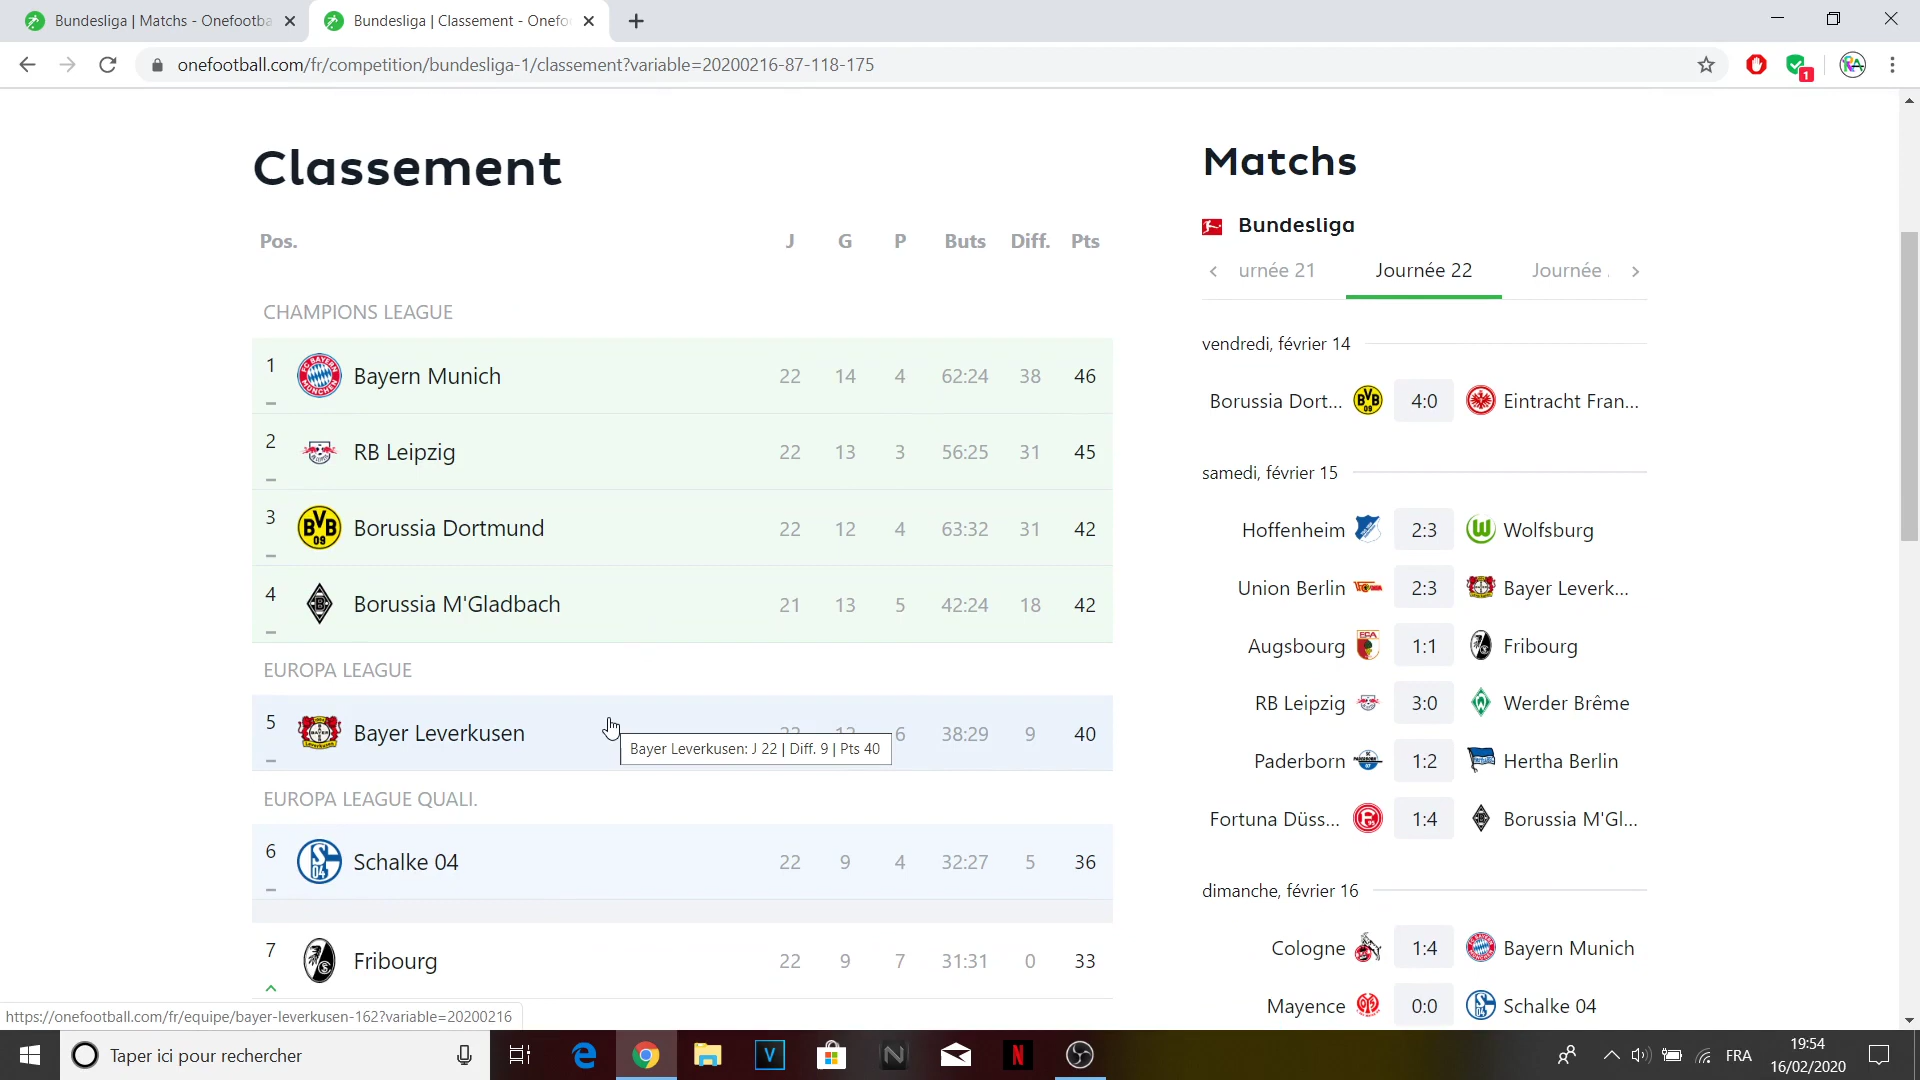 Bundesliga | Matchs - Onefootba
Bundesliga | Classement - Onefo
onefootball.com/fr/competition/bundesliga-1/classement?variable=20200216-87-118-175
1
Classement
Pos. J G P Buts Diff. Pts
CHAMPIONS LEAGUE
1 Bayern Munich 22 14 4 62:24 38 46
2 RB Leipzig 22 13 3 56:25 31 45
3 Borussia Dortmund 22 12 4 63:32 31 42
4 Borussia M'Gladbach 21 13 5 42:24 18 42
EUROPA LEAGUE
5 Bayer Leverkusen 6 38:29 9 40
Bayer Leverkusen: J 22 | Diff. 9 | Pts 40
EUROPA LEAGUE QUALI.
6 Schalke 04 22 9 4 32:27 5 36
7 Fribourg 22 9 7 31:31 0 33
Matchs
Bundesliga
urnée 21 Journée 22 Journée
vendredi, février 14
Borussia Dort... 4:0 Eintracht Fran...
samedi, février 15
Hoffenheim 2:3 Wolfsburg
Union Berlin 2:3 Bayer Leverk...
Augsbourg 1:1 Fribourg
RB Leipzig 3:0 Werder Brême
Paderborn 1:2 Hertha Berlin
Fortuna Düss... 1:4 Borussia M'Gl...
dimanche, février 16
Cologne 1:4 Bayern Munich
Mayence 0:0 Schalke 04
https://onefootball.com/fr/equipe/bayer-leverkusen-162?variable=20200216
Taper ici pour rechercher
FRA
19:54
16/02/2020